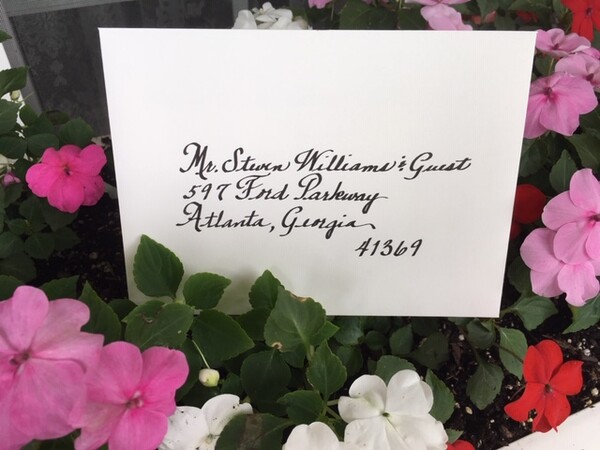 Mr. Steven Williams & Guest
597 Ford Parkway
Atlanta, Georgia
41369